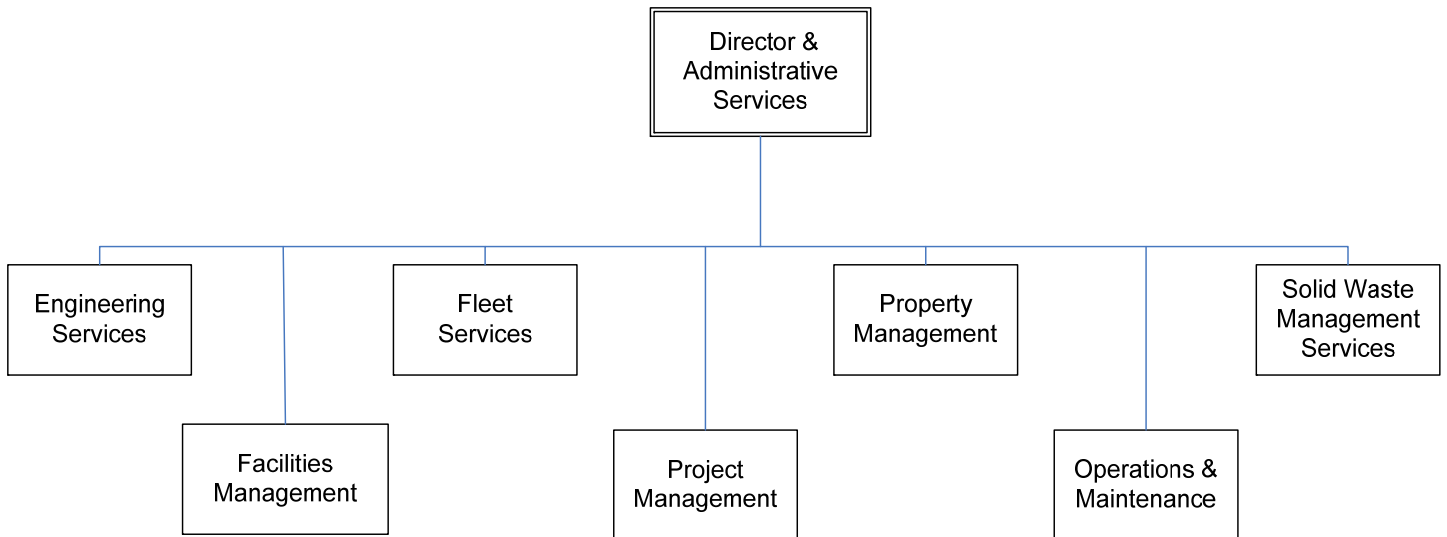 Director &
Administrative
Services
Engineering
Services
Fleet
Services
Property
Management
Solid Waste
Management
Services
Facilities
Management
Project
Management
Operations &
Maintenance